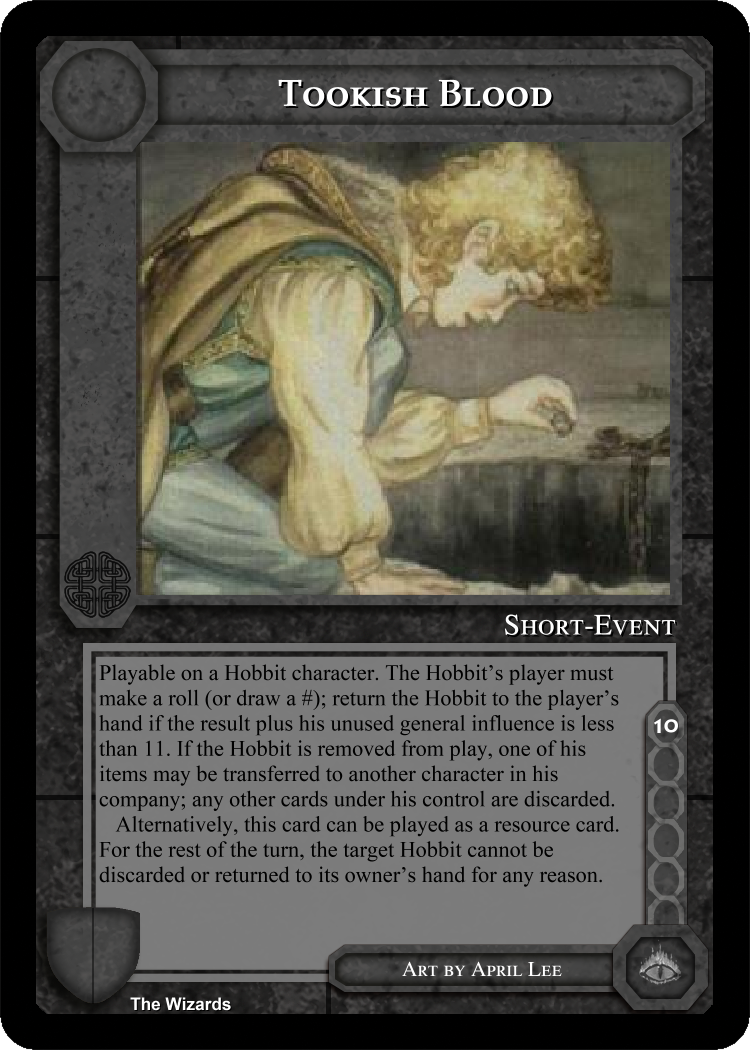 Tookish Blood
Short-Event
Playable on a Hobbit character. The Hobbit's player must
make a roll (or draw a #); return the Hobbit to the player's
hand if the result plus his unused general influence is less
than 11. If the Hobbit is removed from play, one of his
items may be transferred to another character in his
company; any other cards under his control are discarded.
Alternatively, this card can be played as a resource card.
For the rest of the turn, the target Hobbit cannot be
discarded or returned to its owner's hand for any reason.
10
Art by April Lee
The Wizards